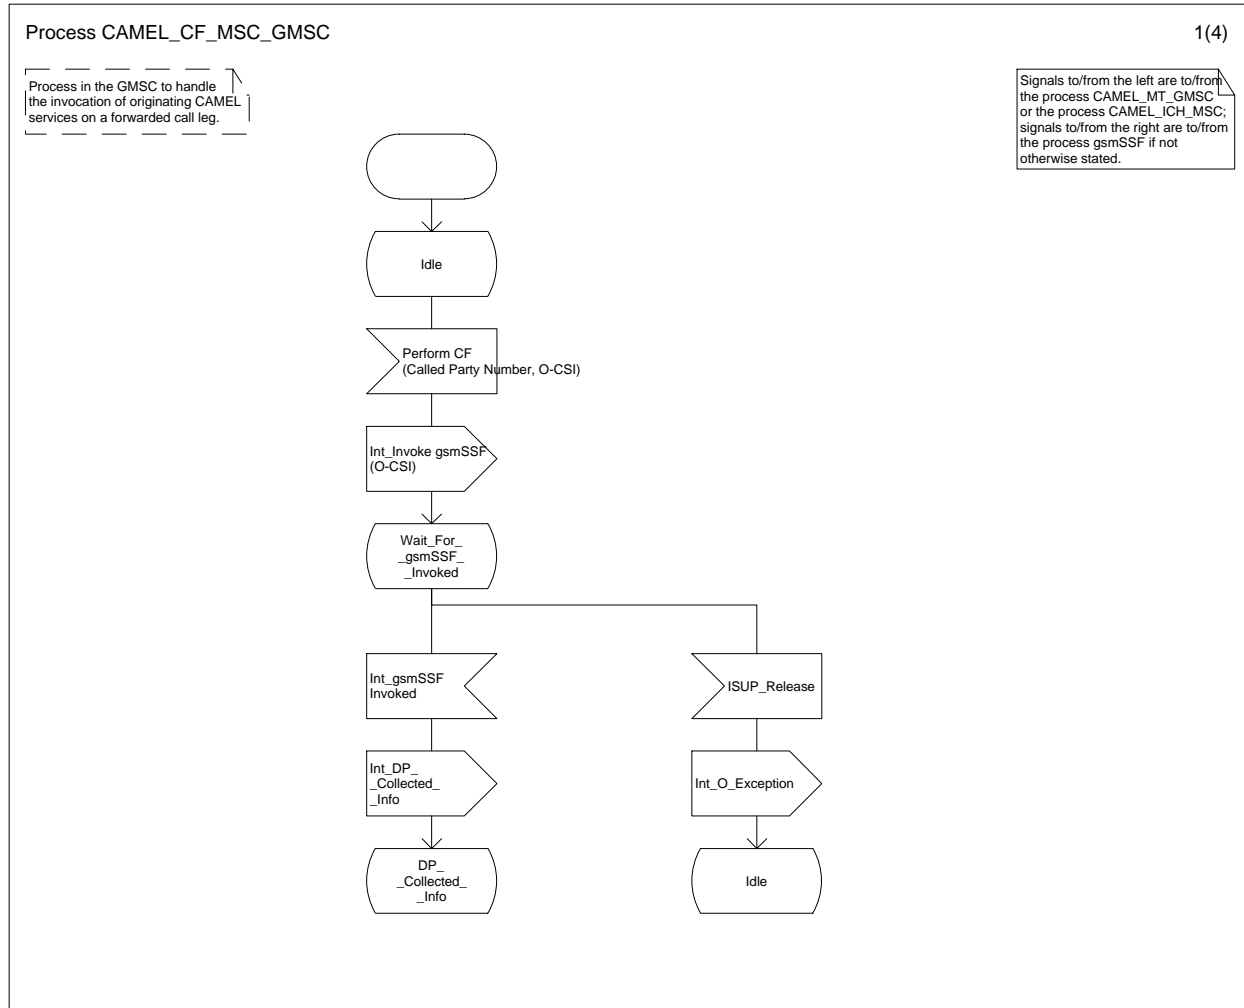 Process CAMEL_CF_MSC_GMSC
1(4)
Process in the GMSC to handle
the invocation of originating CAMEL
services on a forwarded call leg.
Signals to/from the left are to/from
the process CAMEL_MT_GMSC
or the process CAMEL_ICH_MSC;
signals to/from the right are to/from
the process gsmSSF if not
otherwise stated.
Idle
Perform CF
(Called Party Number, O-CSI)
Int_Invoke gsmSSF
(O-CSI)
Wait_For_
_gsmSSF_
_Invoked
Int_gsmSSF
Invoked
ISUP_Release
Int_DP_
_Collected_
_Info
Int_O_Exception
DP_
_Collected_
_Info
Idle